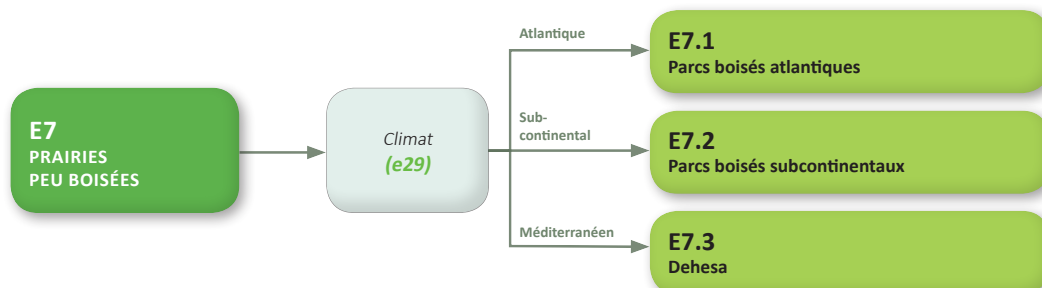 E7
PRAIRIES
PEU BOISÉES
Climat
(e29)
Atlantique
E7.1
Parcs boisés atlantiques
Sub-
continental
E7.2
Parcs boisés subcontinentaux
Méditerranéen
E7.3
Dehesa